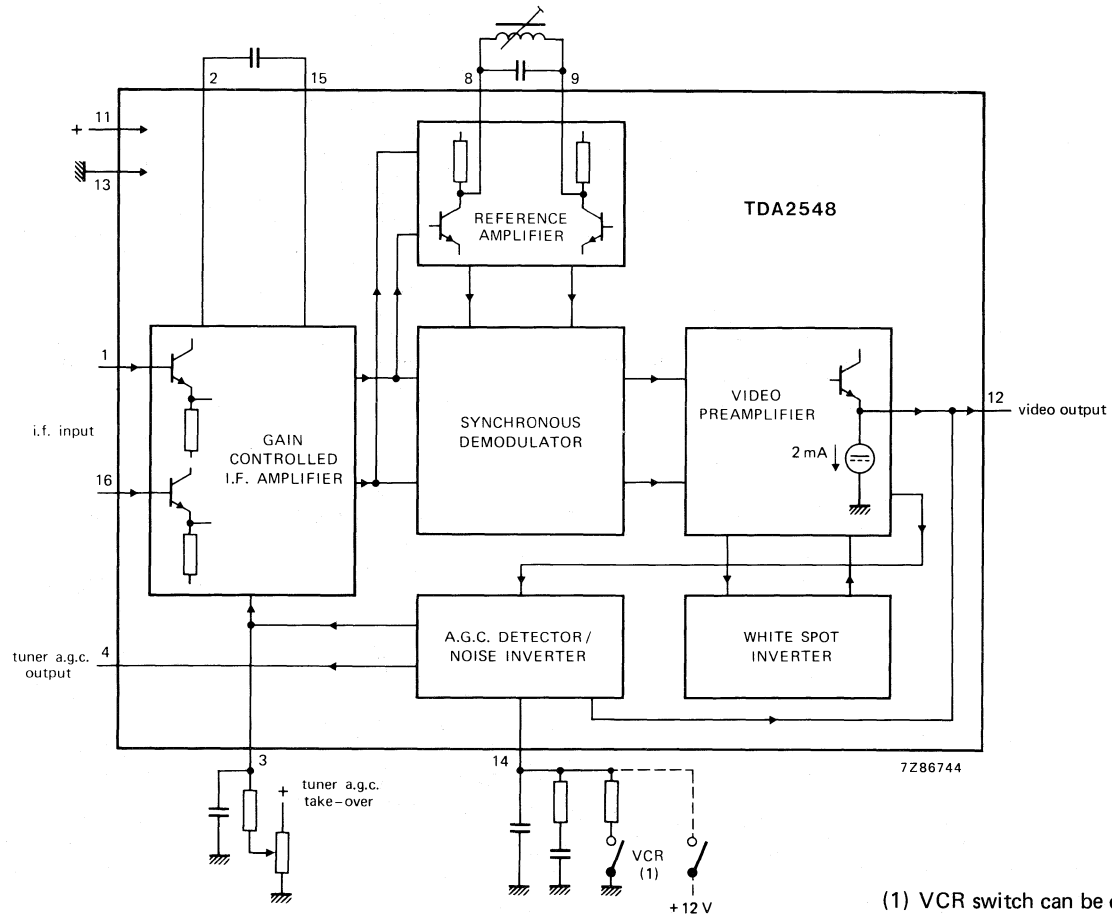 2
15
8
9
+ 11
13
TDA2548
REFERENCE
AMPLIFIER
1
i.f. input
16
GAIN
CONTROLLED
I.F. AMPLIFIER
SYNCHRONOUS
DEMODULATOR
VIDEO
PREAMPLIFIER
2 mA
12
video output
A.G.C. DETECTOR/
NOISE INVERTER
WHITE SPOT
INVERTER
tuner a.g.c.
output
4
3
14
7Z86744
+
tuner a.g.c.
take-over
VCR
(1)
+12 V
(1) VCR switch can be